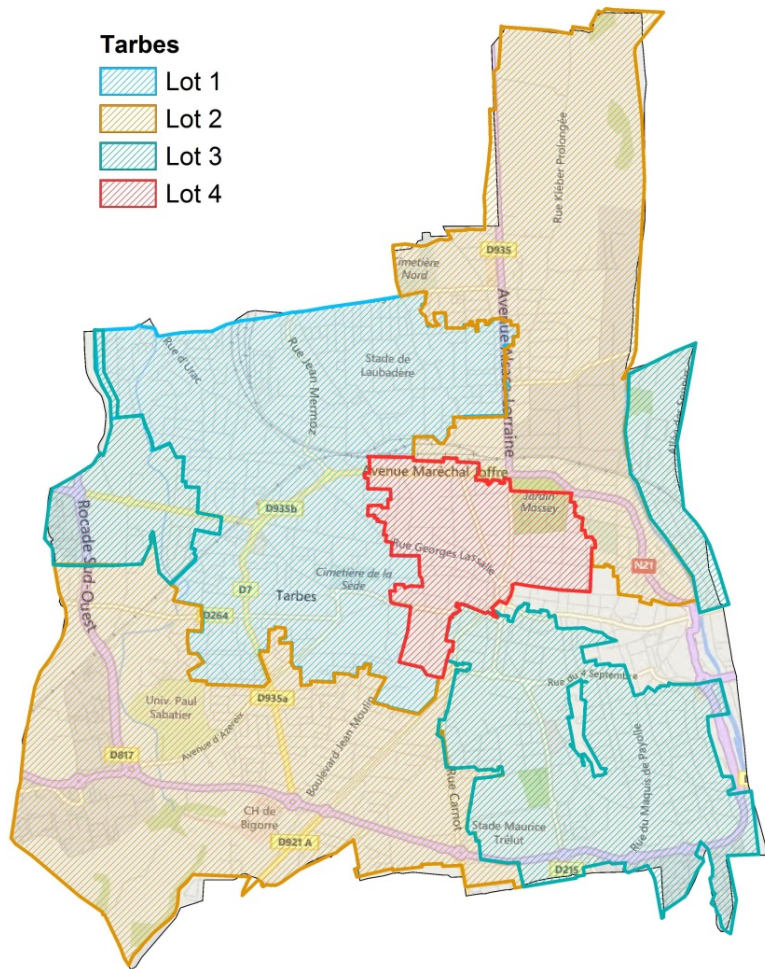 Tarbes
Lot 1
Lot 2
Lot 3
Lot 4
Rue Kléber Prolongée
D935
Cimetière
Nord
Avenue Alsace-Lorraine
Rue d'Urac
Rue Jean Mermoz
Stade de
Laubadère
Avenue Maréchal Joffre
Jardin
Massey
Rocade Sud-Ouest
D935b
Rue Georges Lassalle
N21
Cimetière de la
Sède
D7
Tarbes
D264
Rue du 4 Septembre
Univ. Paul
Sabatier
D935a
Avenue d'Azereix
Boulevard Jean Moulin
D817
Rue Carnot
Rue du Maquis de Payolle
CH de
Bigorre
D921 A
Stade Maurice
Trélut
D215